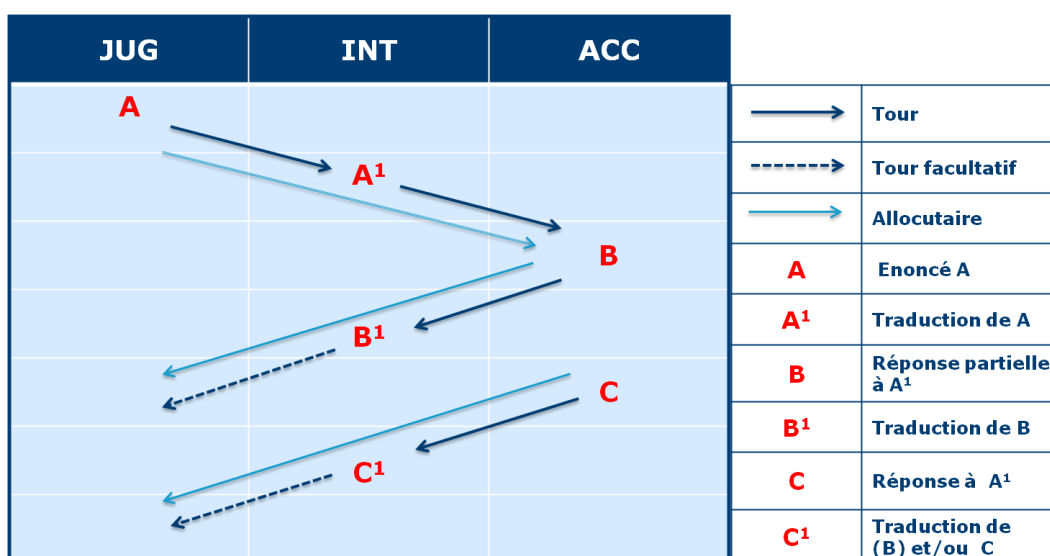 JUG INT ACC
A
A¹
B
B¹
C
C¹
Tour
Tour facultatif
Allocutaire
A Enoncé A
A¹ Traduction de A
B Réponse partielle
à A¹
B¹ Traduction de B
C Réponse à A¹
C¹ Traduction de
(B) et/ou C